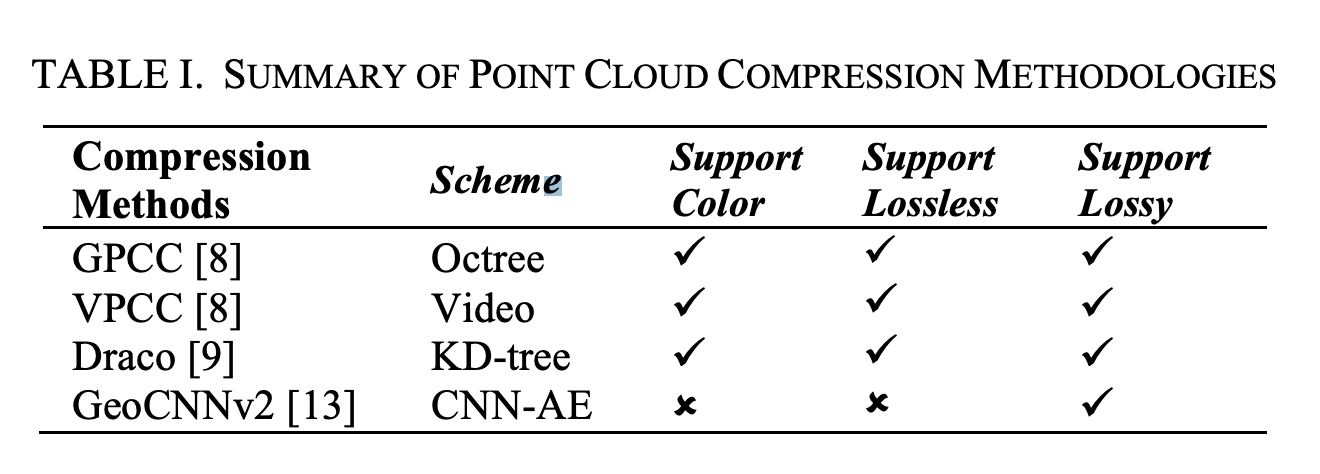 TABLE I. SUMMARY OF POINT CLOUD COMPRESSION METHODOLOGIES
Compression Methods Scheme Support Color Support Lossless Support Lossy
GPCC [8] Octree ✓ ✓ ✓
VPCC [8] Video ✓ ✓ ✓
Draco [9] KD-tree ✓ ✓ ✓
GeoCNNv2 [13] CNN-AE ✗ ✗ ✓